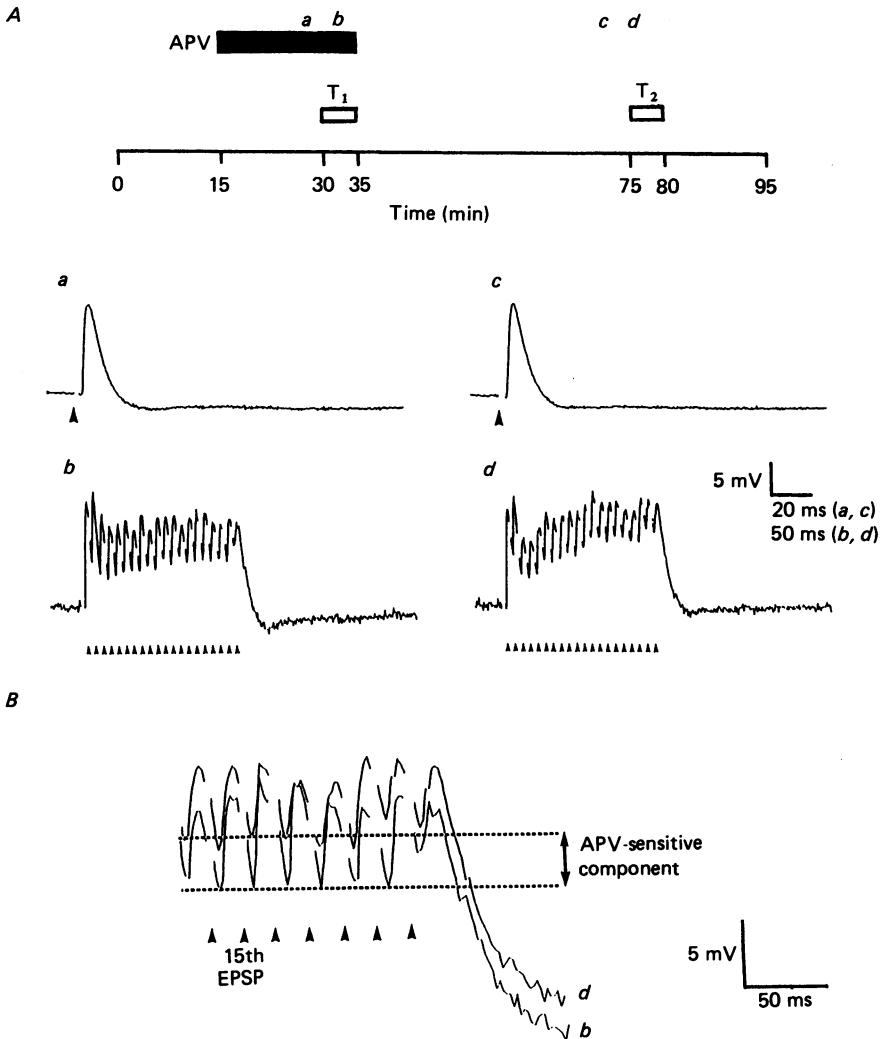 A
a b c d
APV
T1 T2
0 15 30 35 75 80 95
Time (min)
a c
b d
5 mV
20 ms (a, c)
50 ms (b, d)
B
APV-sensitive
component
15th
EPSP
5 mV
50 ms
d
b